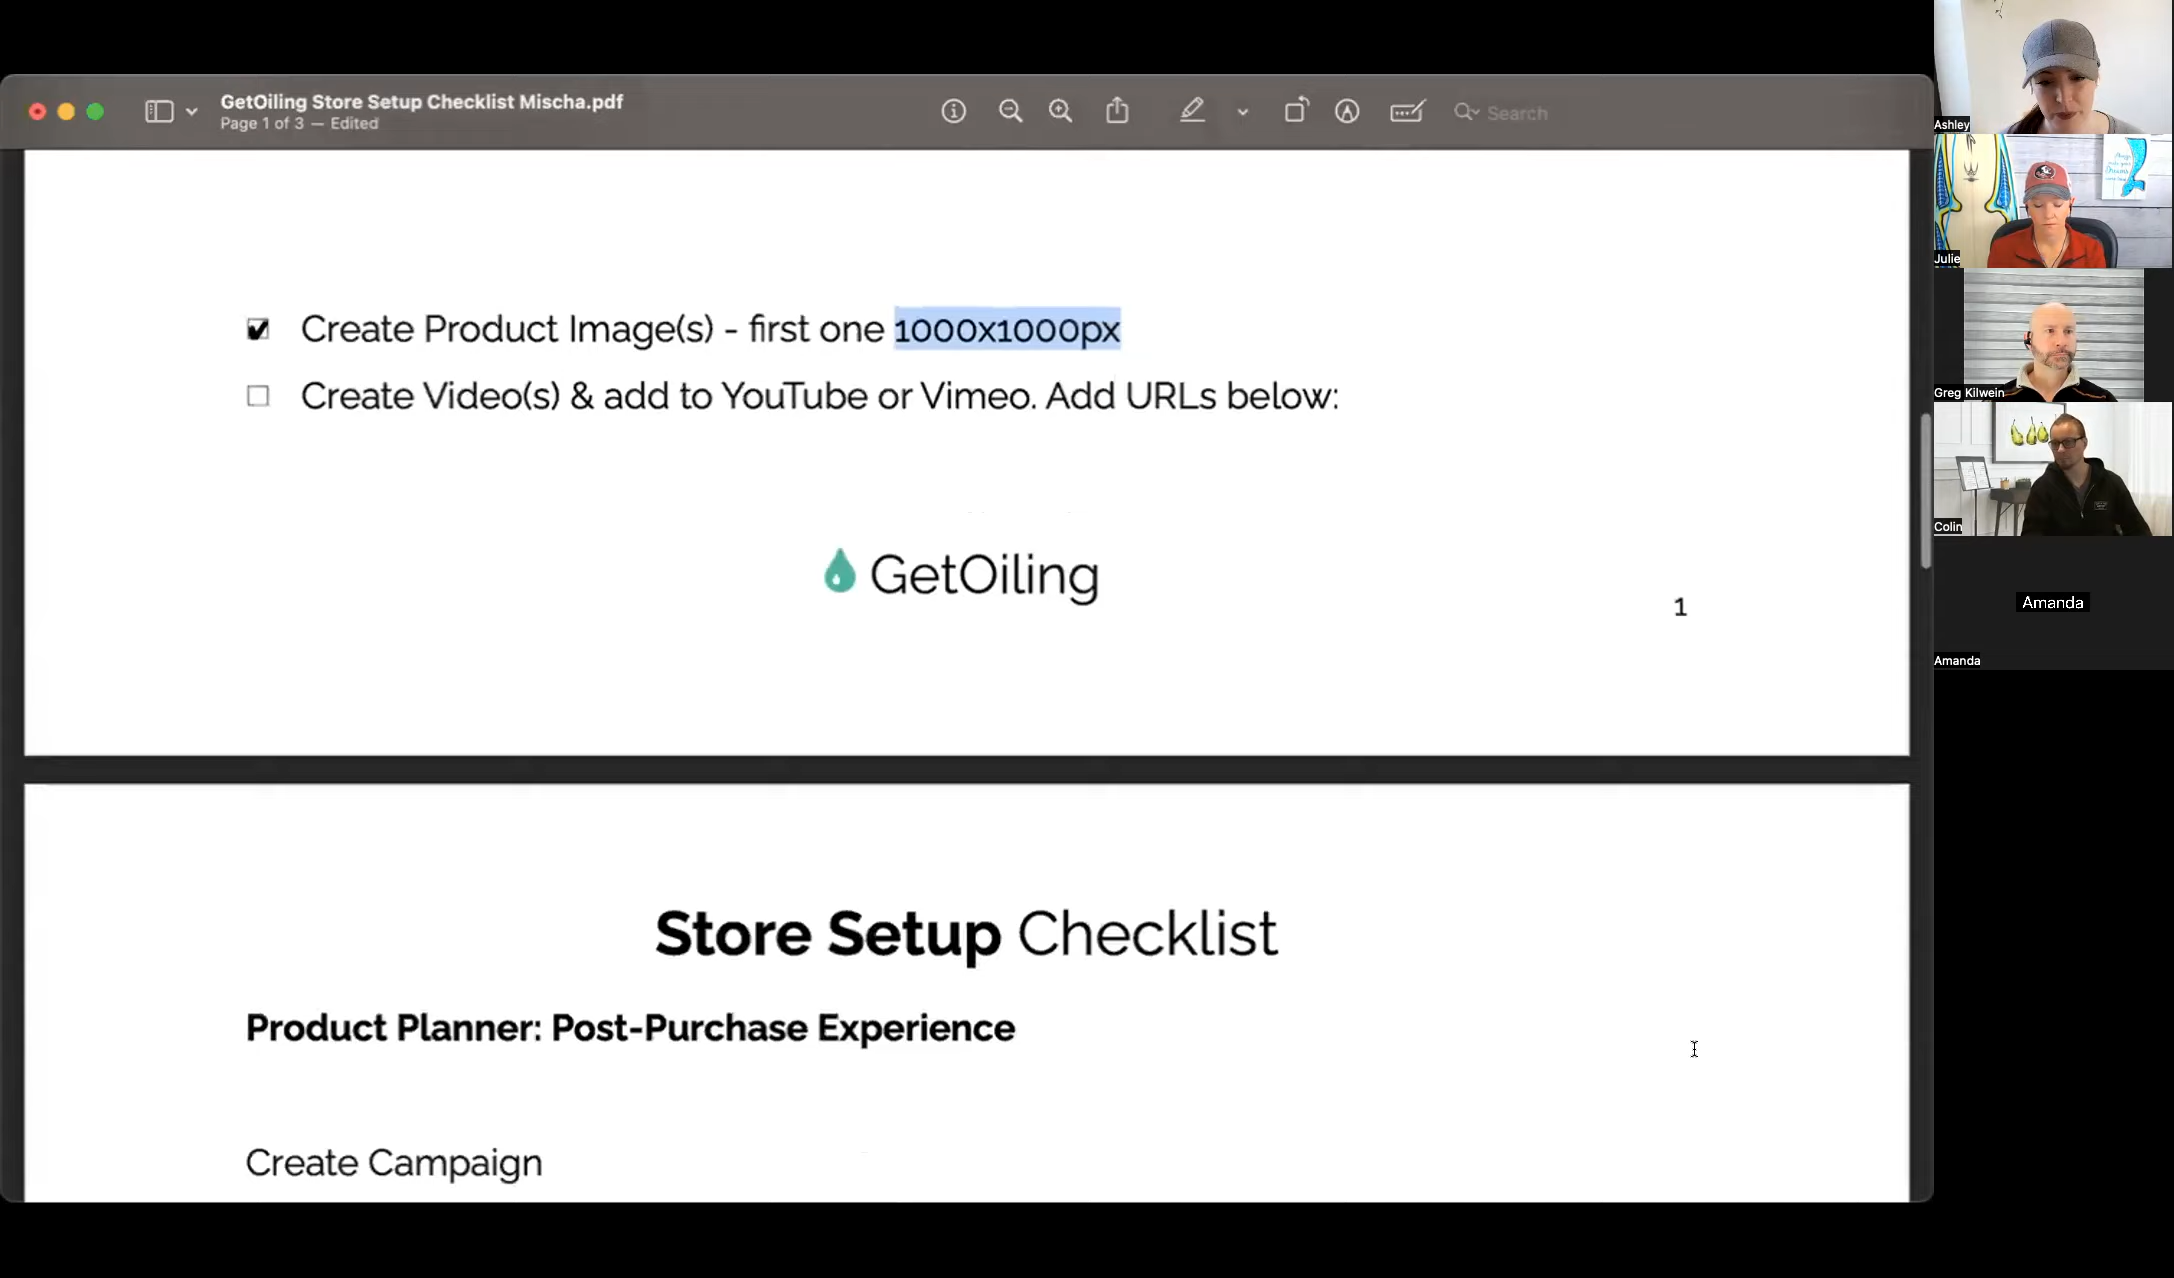 GetOiling Store Setup Checklist Mischa.pdf
Page 1 of 3 — Edited
Search
Create Product Image(s) - first one 1000x1000px
Create Video(s) & add to YouTube or Vimeo. Add URLs below:
GetOiling
1
Store Setup Checklist
Product Planner: Post-Purchase Experience
Create Campaign
Ashley
Julie
Greg Kilwein
Colin
Amanda
Amanda